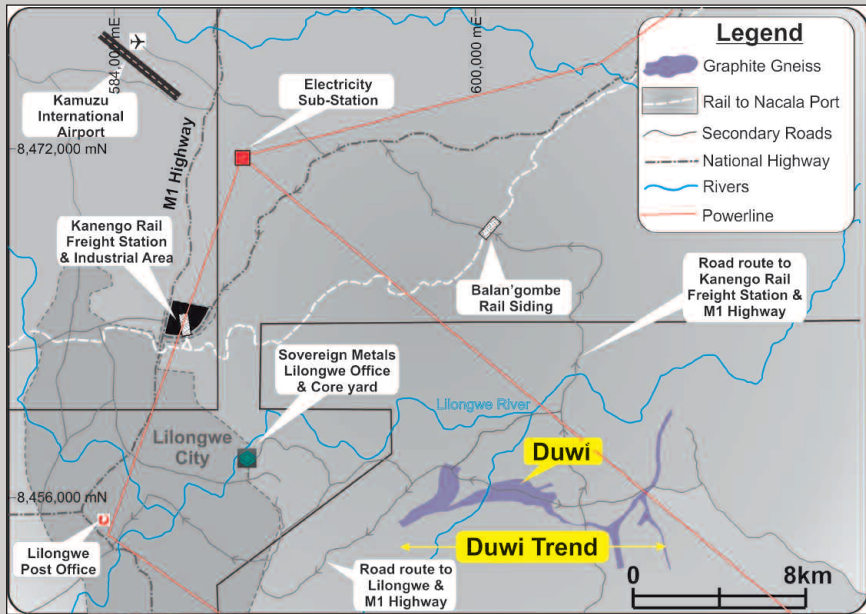 584,000 mE
600,000 mE
Kamuzu
International
Airport
Electricity
Sub-Station
Legend
Graphite Gneiss
Rail to Nacala Port
Secondary Roads
National Highway
Rivers
Powerline
8,472,000 mN
M1 Highway
Kanengo Rail
Freight Station
& Industrial Area
Balan'gombe
Rail Siding
Road route to
Kanengo Rail
Freight Station &
M1 Highway
Sovereign Metals
Lilongwe Office
& Core yard
Lilongwe River
Lilongwe
City
Duwi
8,456,000 mN
Duwi Trend
Lilongwe
Post Office
Road route to
Lilongwe &
M1 Highway
0
8km